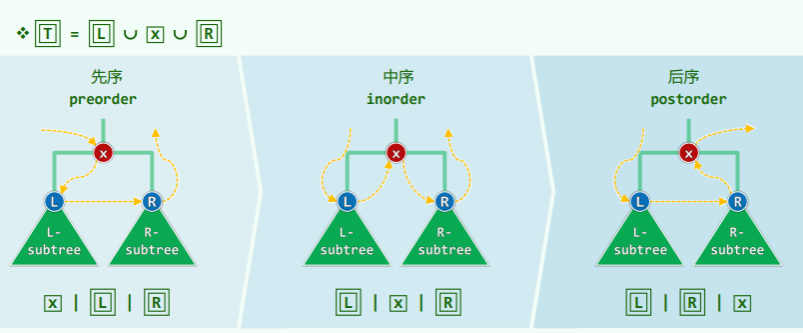 ❖ T = L ∪ x ∪ R
先序
preorder
x
L
R
L-
subtree
R-
subtree
x | L | R
中序
inorder
x
L
R
L-
subtree
R-
subtree
L | x | R
后序
postorder
x
L
R
L-
subtree
R-
subtree
L | R | x